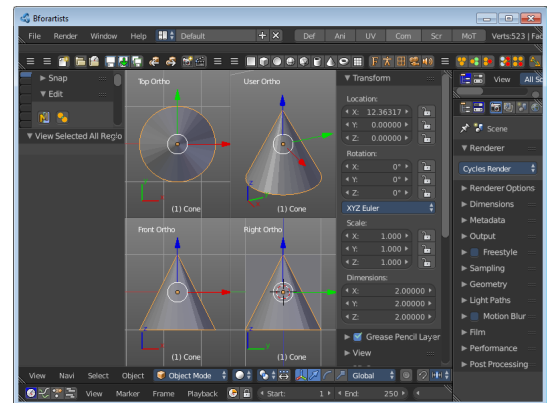 Bforartists
File Render Window Help Default Def Ani UV Com Scr MoT Verts:523 | Fac
Snap
Edit
View Selected All Regio
Top Ortho
(1) Cone
User Ortho
(1) Cone
Front Ortho
(1) Cone
Right Ortho
(1) Cone
Transform
Location:
X: 12.36317
Y: 0.00000
Z: 0.00000
Rotation:
X: 0°
Y: 0°
Z: 0°
XYZ Euler
Scale:
X: 1.000
Y: 1.000
Z: 1.000
Dimensions:
X: 2.00000
Y: 2.00000
Z: 2.00000
Grease Pencil Layer
View
View All Sc
Scene
Renderer
Cycles Render
Renderer Options
Dimensions
Metadata
Output
Freestyle
Sampling
Geometry
Light Paths
Motion Blur
Film
Performance
Post Processing
View Navi Select Object Object Mode Global
View Marker Frame Playback Start: 1 End: 250